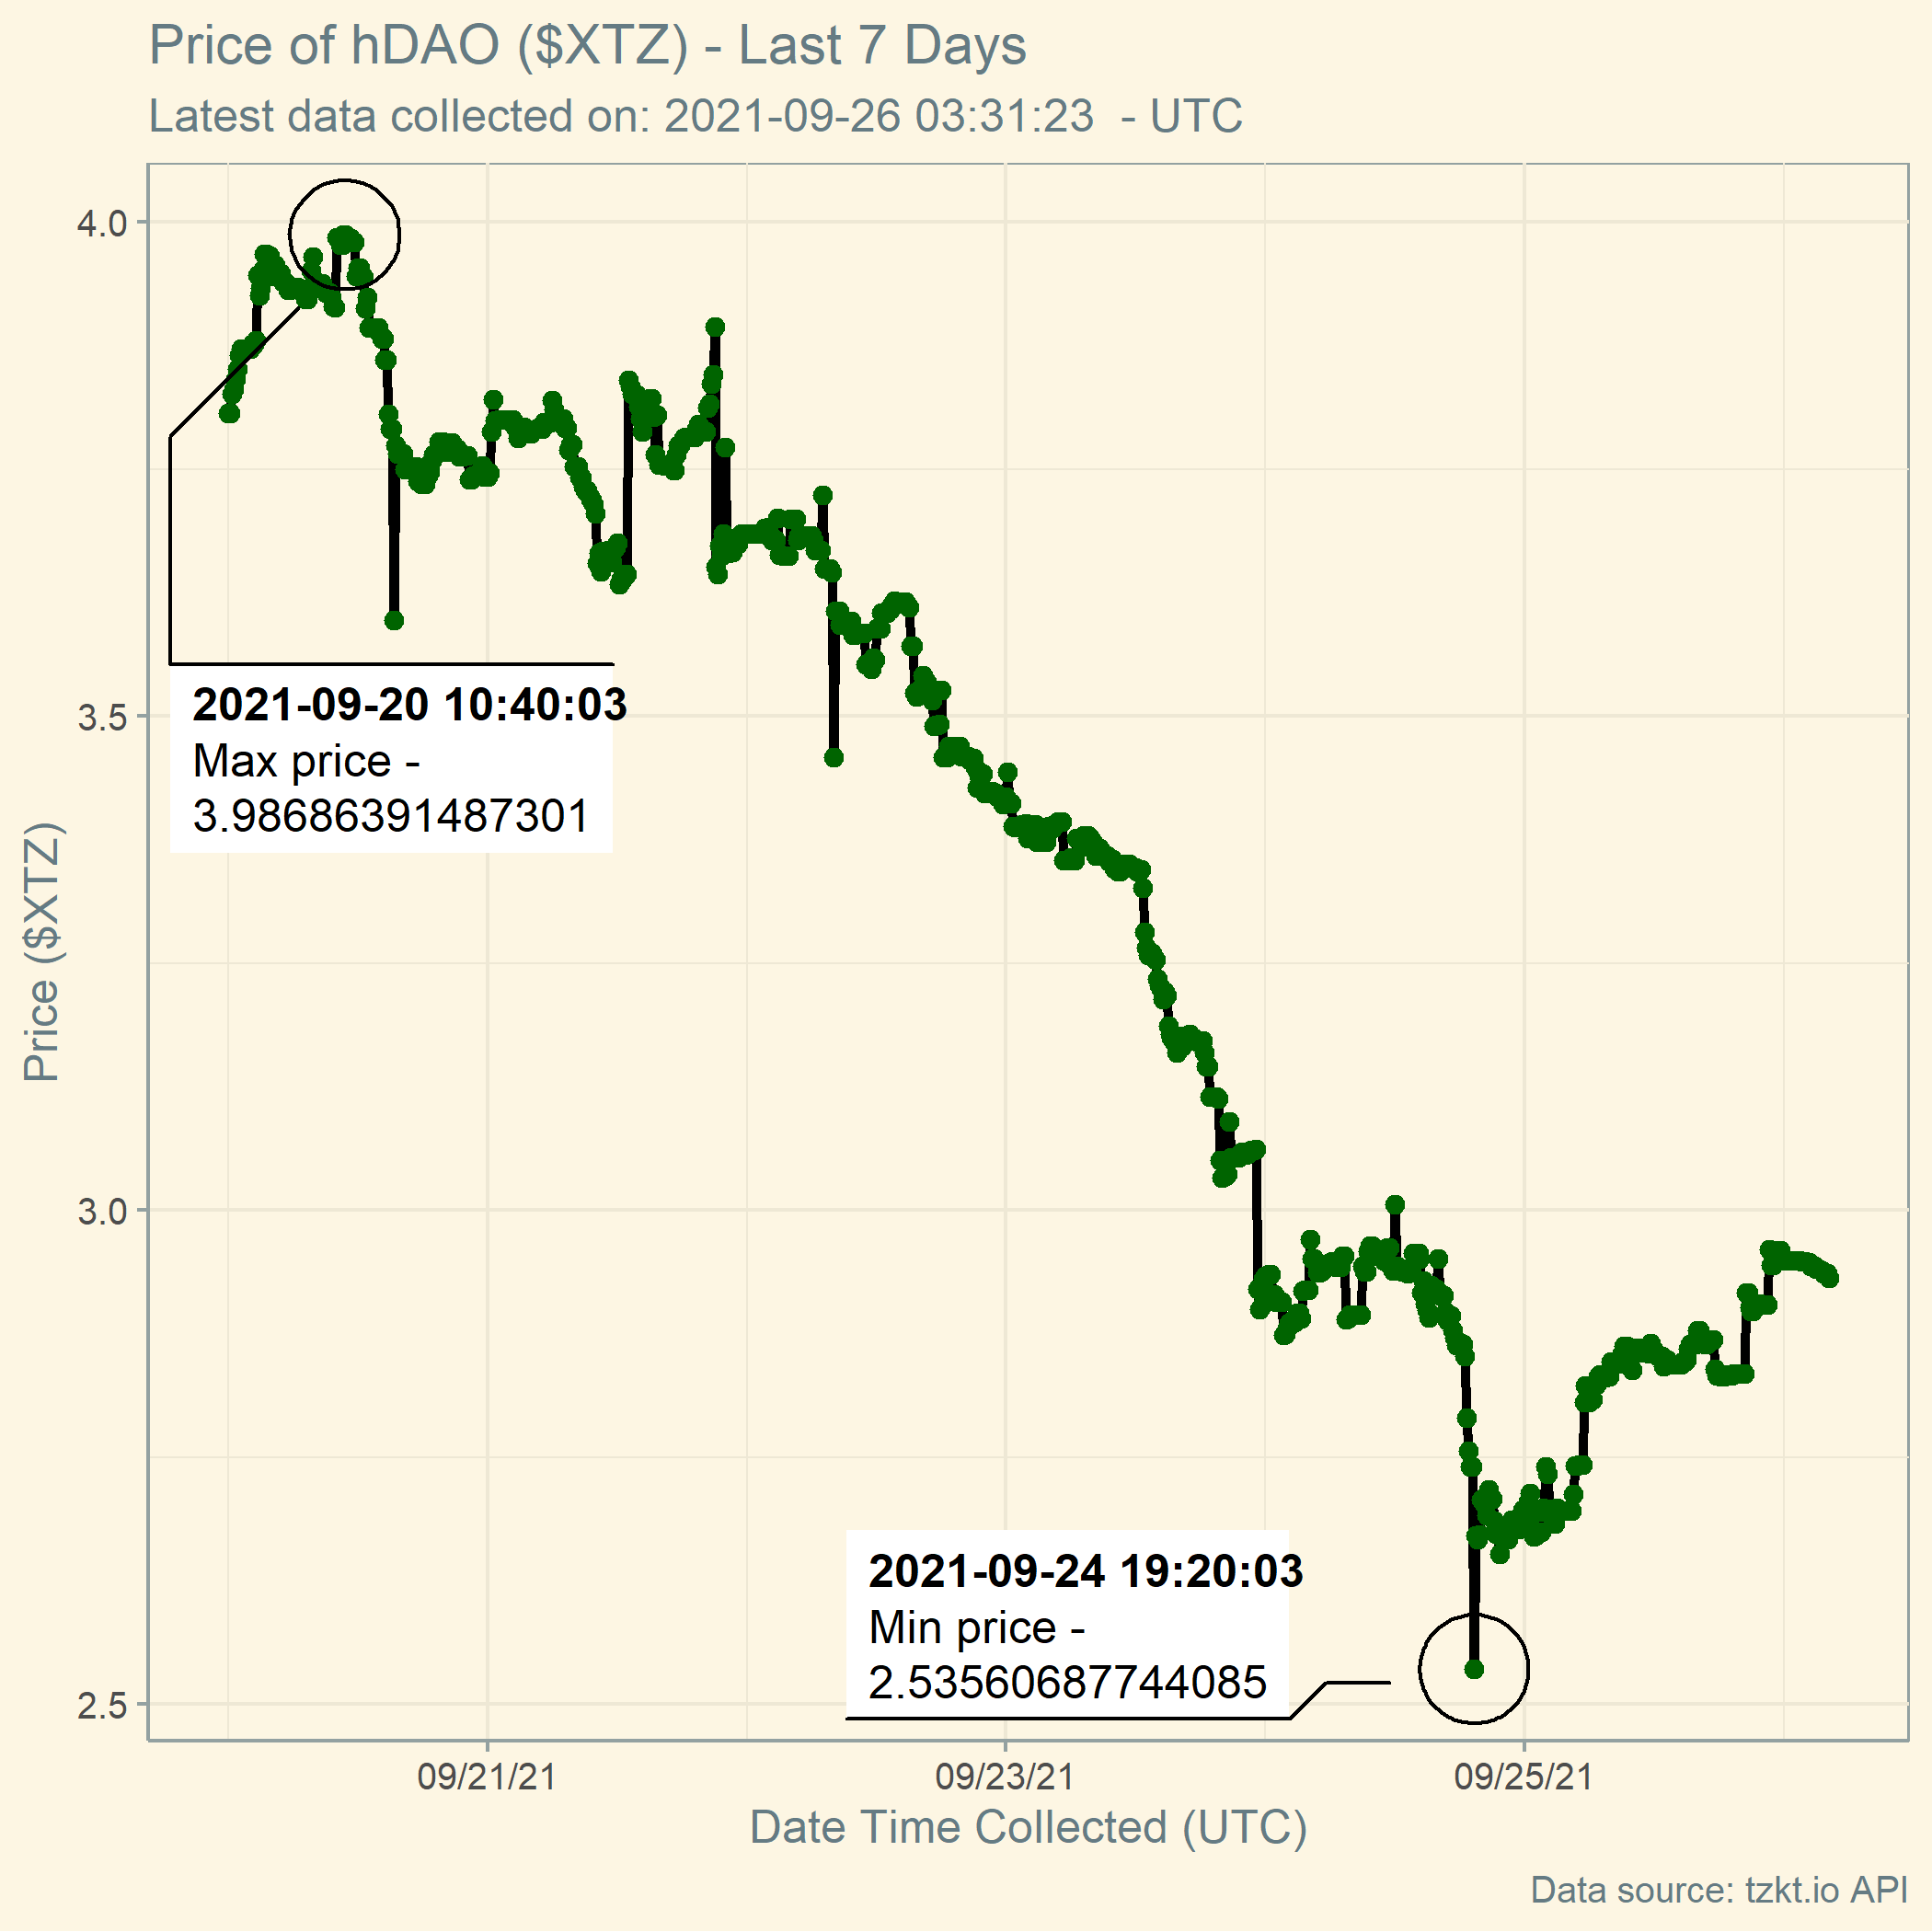 Price of hDAO ($XTZ) - Last 7 Days
Latest data collected on: 2021-09-26 03:31:23  - UTC
4.0
3.5
3.0
2.5
Price ($XTZ)
2021-09-20 10:40:03
Max price -
3.98686391487301
2021-09-24 19:20:03
Min price -
2.53560687744085
09/21/21
09/23/21
09/25/21
Date Time Collected (UTC)
Data source: tzkt.io API